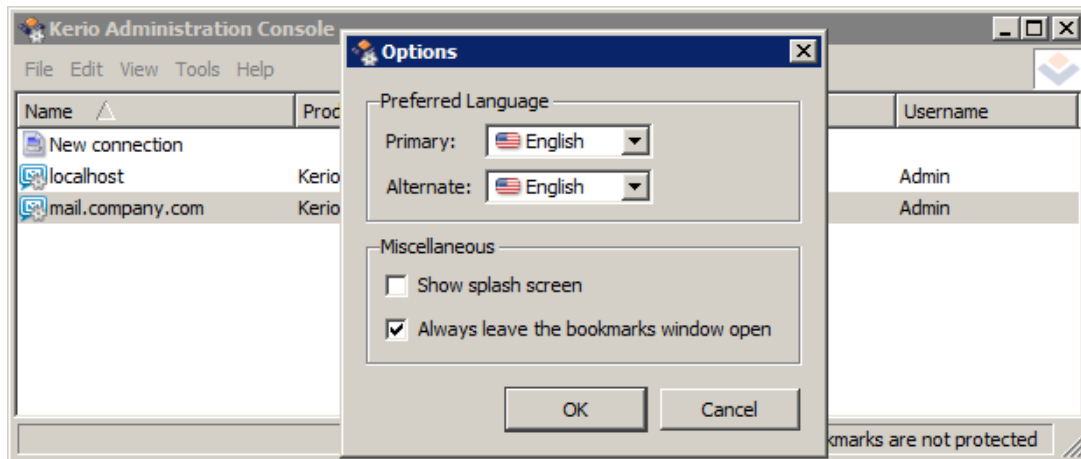 Kerio Administration Console
Options
File Edit View Tools Help
Name Prod Username
New connection
localhost Kerio Admin
mail.company.com Kerio Admin
Preferred Language
Primary: English
Alternate: English
Miscellaneous
Show splash screen
Always leave the bookmarks window open
OK Cancel
kmarks are not protected